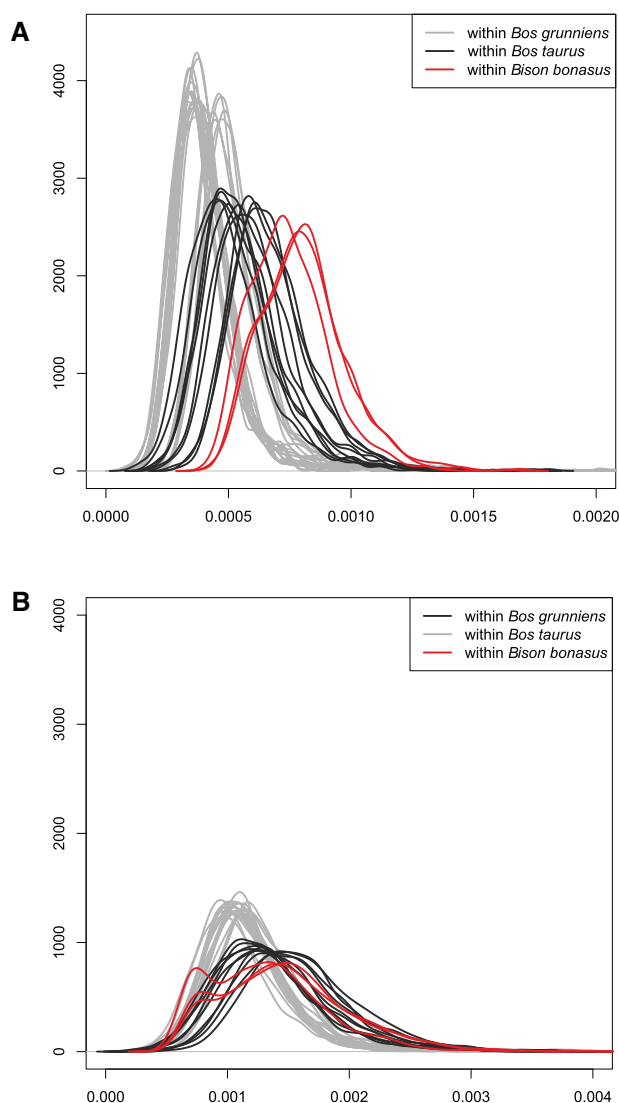 A
within Bos grunniens
within Bos taurus
within Bison bonasus
4000
3000
2000
1000
0
0.0000 0.0005 0.0010 0.0015 0.0020
B
within Bos grunniens
within Bos taurus
within Bison bonasus
4000
3000
2000
1000
0
0.000 0.001 0.002 0.003 0.004